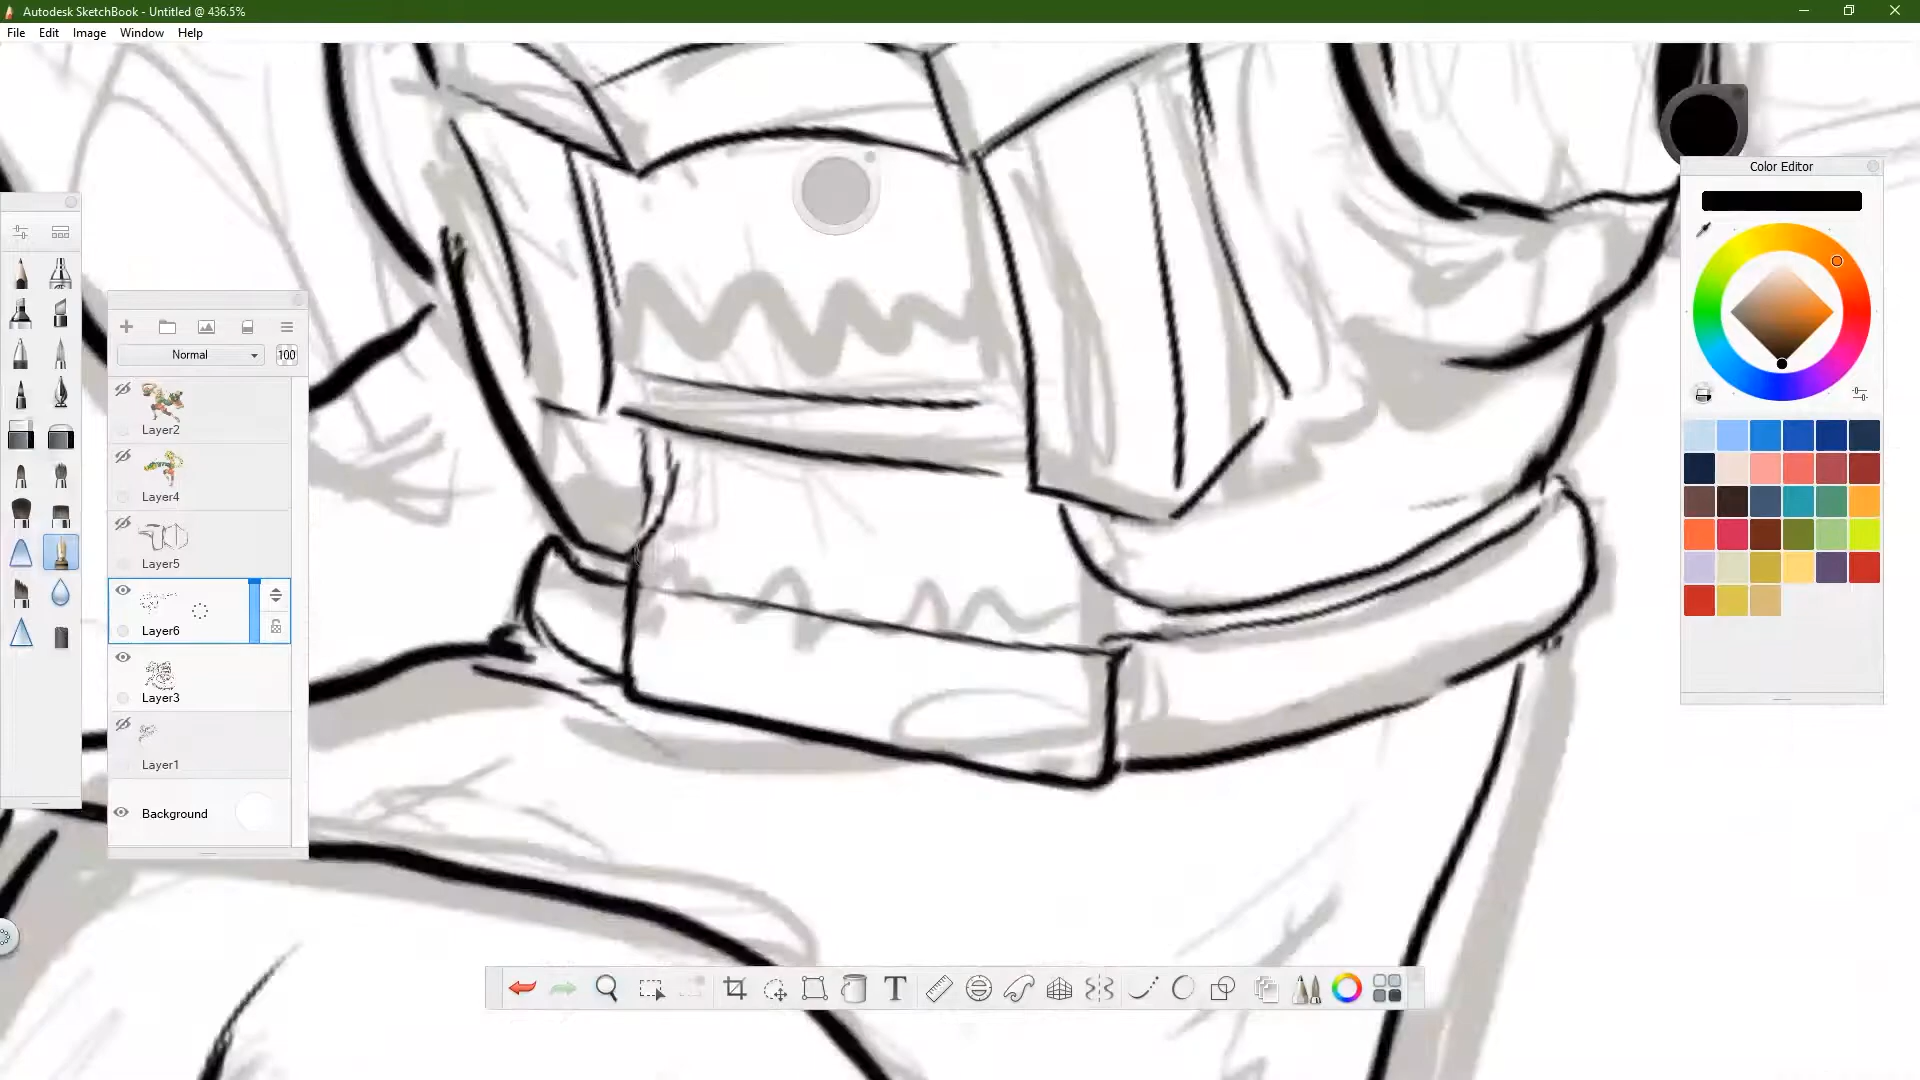 Autodesk SketchBook - Untitled @ 436.5%
File Edit Image Window Help
Color Editor
Normal 100
Layer2
Layer4
Layer5
Layer6
Layer3
Layer1
Background
T